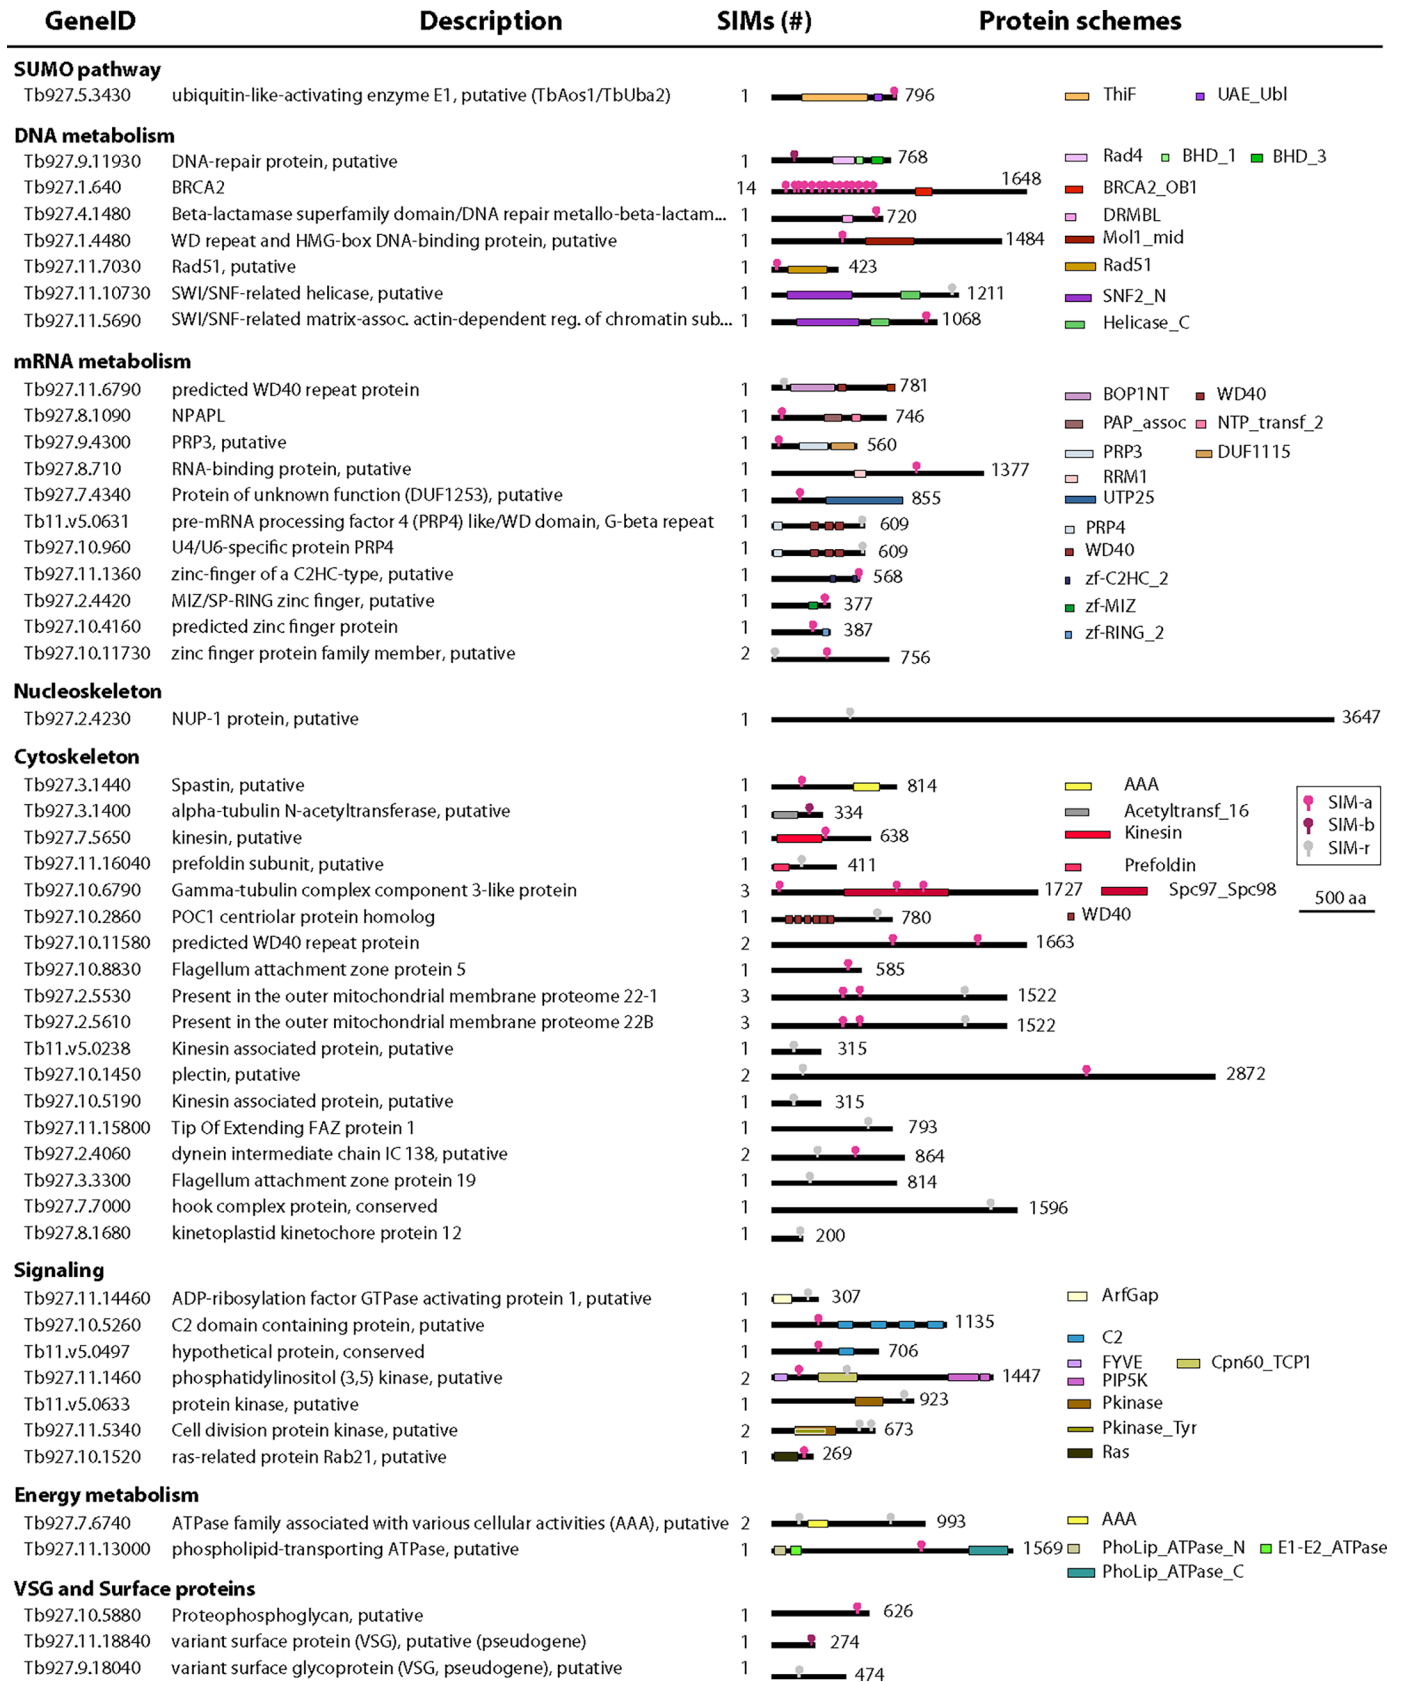 GeneID Description SIMs (#) Protein schemes
SUMO pathway
Tb927.5.3430 ubiquitin-like-activating enzyme E1, putative (TbAos1/TbUba2) 1 796 ThiF UAE_Ubl
DNA metabolism
Tb927.9.11930 DNA-repair protein, putative 1 768 Rad4 BHD_1 BHD_3
Tb927.1.640 BRCA2 14 1648 BRCA2_OB1
Tb927.4.1480 Beta-lactamase superfamily domain/DNA repair metallo-beta-lactam... 1 720 DRMBL
Tb927.1.4480 WD repeat and HMG-box DNA-binding protein, putative 1 1484 Mol1_mid
Tb927.11.7030 Rad51, putative 1 423 Rad51
Tb927.11.10730 SWI/SNF-related helicase, putative 1 1211 SNF2_N
Tb927.11.5690 SWI/SNF-related matrix-assoc. actin-dependent reg. of chromatin sub... 1 1068 Helicase_C
mRNA metabolism
Tb927.11.6790 predicted WD40 repeat protein 1 781 BOP1NT WD40
Tb927.8.1090 NPAPL 1 746 PAP_assoc NTP_transf_2
Tb927.9.4300 PRP3, putative 1 560 PRP3 DUF1115
Tb927.8.710 RNA-binding protein, putative 1 1377 RRM1
Tb927.7.4340 Protein of unknown function (DUF1253), putative 1 855 UTP25
Tb11.v5.0631 pre-mRNA processing factor 4 (PRP4) like/WD domain, G-beta repeat 1 609 PRP4
Tb927.10.960 U4/U6-specific protein PRP4 1 609 WD40
Tb927.11.1360 zinc-finger of a C2HC-type, putative 1 568 zf-C2HC_2
Tb927.2.4420 MIZ/SP-RING zinc finger, putative 1 377 zf-MIZ
Tb927.10.4160 predicted zinc finger protein 1 387 zf-RING_2
Tb927.10.11730 zinc finger protein family member, putative 2 756
Nucleoskeleton
Tb927.2.4230 NUP-1 protein, putative 1 3647
Cytoskeleton
Tb927.3.1440 Spastin, putative 1 814 AAA
Tb927.3.1400 alpha-tubulin N-acetyltransferase, putative 1 334 Acetyltransf_16 SIM-a
Tb927.7.5650 kinesin, putative 1 638 Kinesin SIM-b
SIM-r
Tb927.11.16040 prefoldin subunit, putative 1 411 Prefoldin
Tb927.10.6790 Gamma-tubulin complex component 3-like protein 3 1727 Spc97_Spc98 500 aa
Tb927.10.2860 POC1 centriolar protein homolog 1 780 WD40
Tb927.10.11580 predicted WD40 repeat protein 2 1663
Tb927.10.8830 Flagellum attachment zone protein 5 1 585
Tb927.2.5530 Present in the outer mitochondrial membrane proteome 22-1 3 1522
Tb927.2.5610 Present in the outer mitochondrial membrane proteome 22B 3 1522
Tb11.v5.0238 Kinesin associated protein, putative 1 315
Tb927.10.1450 plectin, putative 2 2872
Tb927.10.5190 Kinesin associated protein, putative 1 315
Tb927.11.15800 Tip Of Extending FAZ protein 1 1 793
Tb927.2.4060 dynein intermediate chain IC 138, putative 2 864
Tb927.3.3300 Flagellum attachment zone protein 19 1 814
Tb927.7.7000 hook complex protein, conserved 1 1596
Tb927.8.1680 kinetoplastid kinetochore protein 12 1 200
Signaling
Tb927.11.14460 ADP-ribosylation factor GTPase activating protein 1, putative 1 307 ArfGap
Tb927.10.5260 C2 domain containing protein, putative 1 1135 C2
Tb11.v5.0497 hypothetical protein, conserved 1 706 FYVE Cpn60_TCP1
Tb927.11.1460 phosphatidylinositol (3,5) kinase, putative 2 1447 PIP5K
Tb11.v5.0633 protein kinase, putative 1 923 Pkinase
Tb927.11.5340 Cell division protein kinase, putative 2 673 Pkinase_Tyr
Tb927.10.1520 ras-related protein Rab21, putative 1 269 Ras
Energy metabolism
Tb927.7.6740 ATPase family associated with various cellular activities (AAA), putative 2 993 AAA
Tb927.11.13000 phospholipid-transporting ATPase, putative 1 1569 PhoLip_ATPase_N E1-E2_ATPase
PhoLip_ATPase_C
VSG and Surface proteins
Tb927.10.5880 Proteophosphoglycan, putative 1 626
Tb927.11.18840 variant surface protein (VSG), putative (pseudogene) 1 274
Tb927.9.18040 variant surface glycoprotein (VSG, pseudogene), putative 1 474